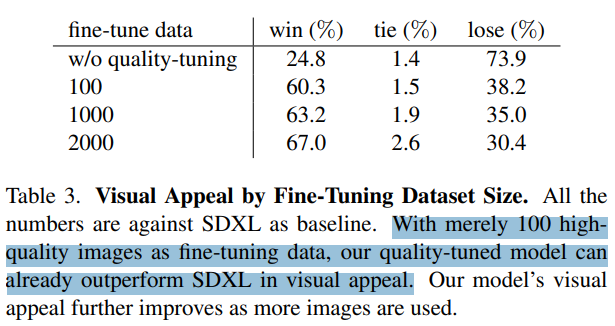 fine-tune data win (%) tie (%) lose (%)
w/o quality-tuning 24.8 1.4 73.9
100 60.3 1.5 38.2
1000 63.2 1.9 35.0
2000 67.0 2.6 30.4
Table 3. Visual Appeal by Fine-Tuning Dataset Size. All the
numbers are against SDXL as baseline. With merely 100 high-
quality images as fine-tuning data, our quality-tuned model can
already outperform SDXL in visual appeal. Our model's visual
appeal further improves as more images are used.